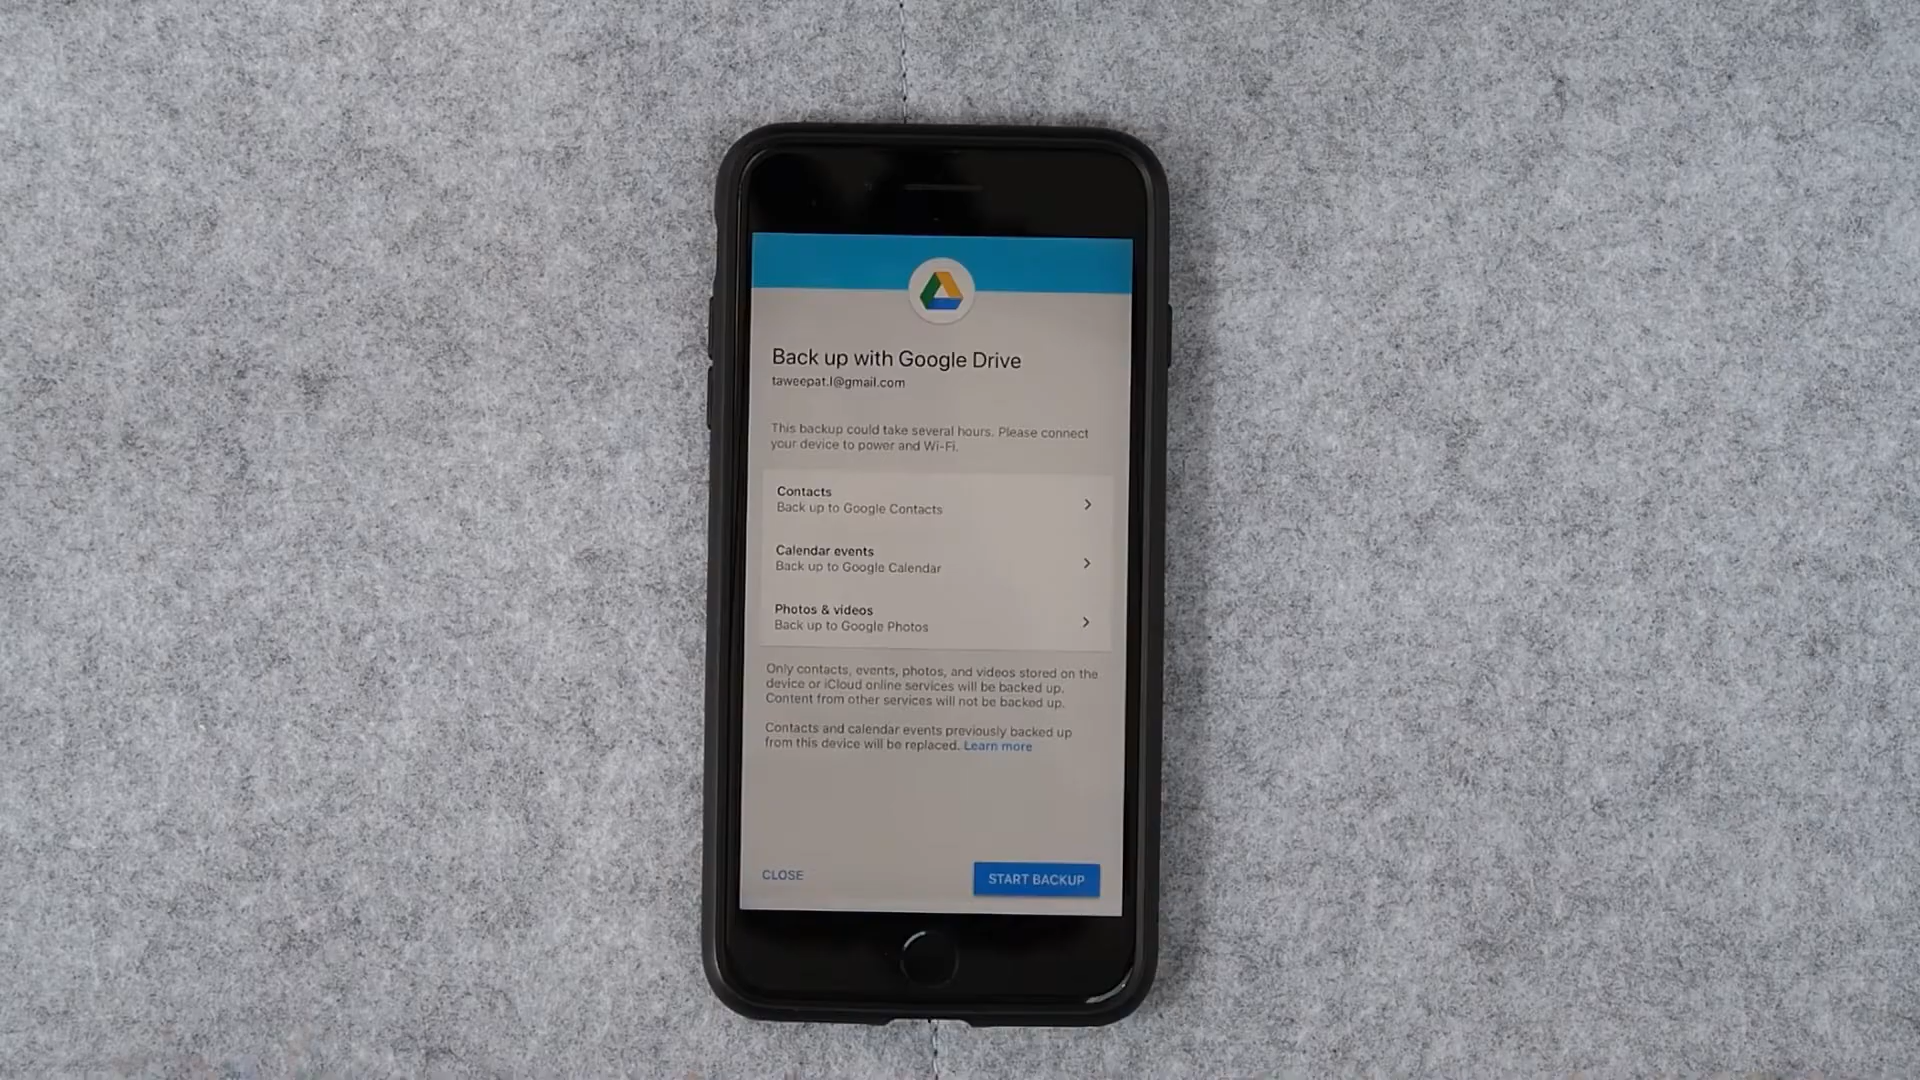 Back up with Google Drive
taweepat.l@gmail.com
This backup could take several hours. Please connect
your device to power and Wi-Fi.
Contacts
Back up to Google Contacts
Calendar events
Back up to Google Calendar
Photos & videos
Back up to Google Photos
Only contacts, events, photos, and videos stored on the
device or iCloud online services will be backed up.
Content from other services will not be backed up.
Contacts and calendar events previously backed up
from this device will be replaced. Learn more
CLOSE
START BACKUP